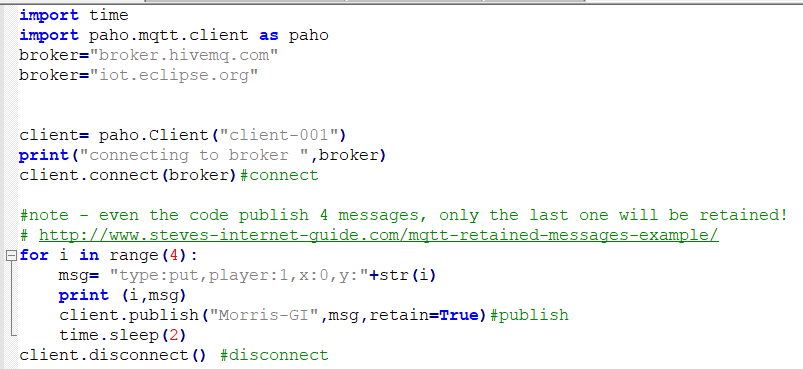 import time
import paho.mqtt.client as paho
broker="broker.hivemq.com"
broker="iot.eclipse.org"
client= paho.Client("client-001")
print("connecting to broker ",broker)
client.connect(broker)#connect
#note - even the code publish 4 messages, only the last one will be retained!
# http://www.steves-internet-guide.com/mqtt-retained-messages-example/
for i in range(4):
    msg= "type:put,player:1,x:0,y:"+str(i)
    print (i,msg)
    client.publish("Morris-GI",msg,retain=True)#publish
    time.sleep(2)
client.disconnect() #disconnect